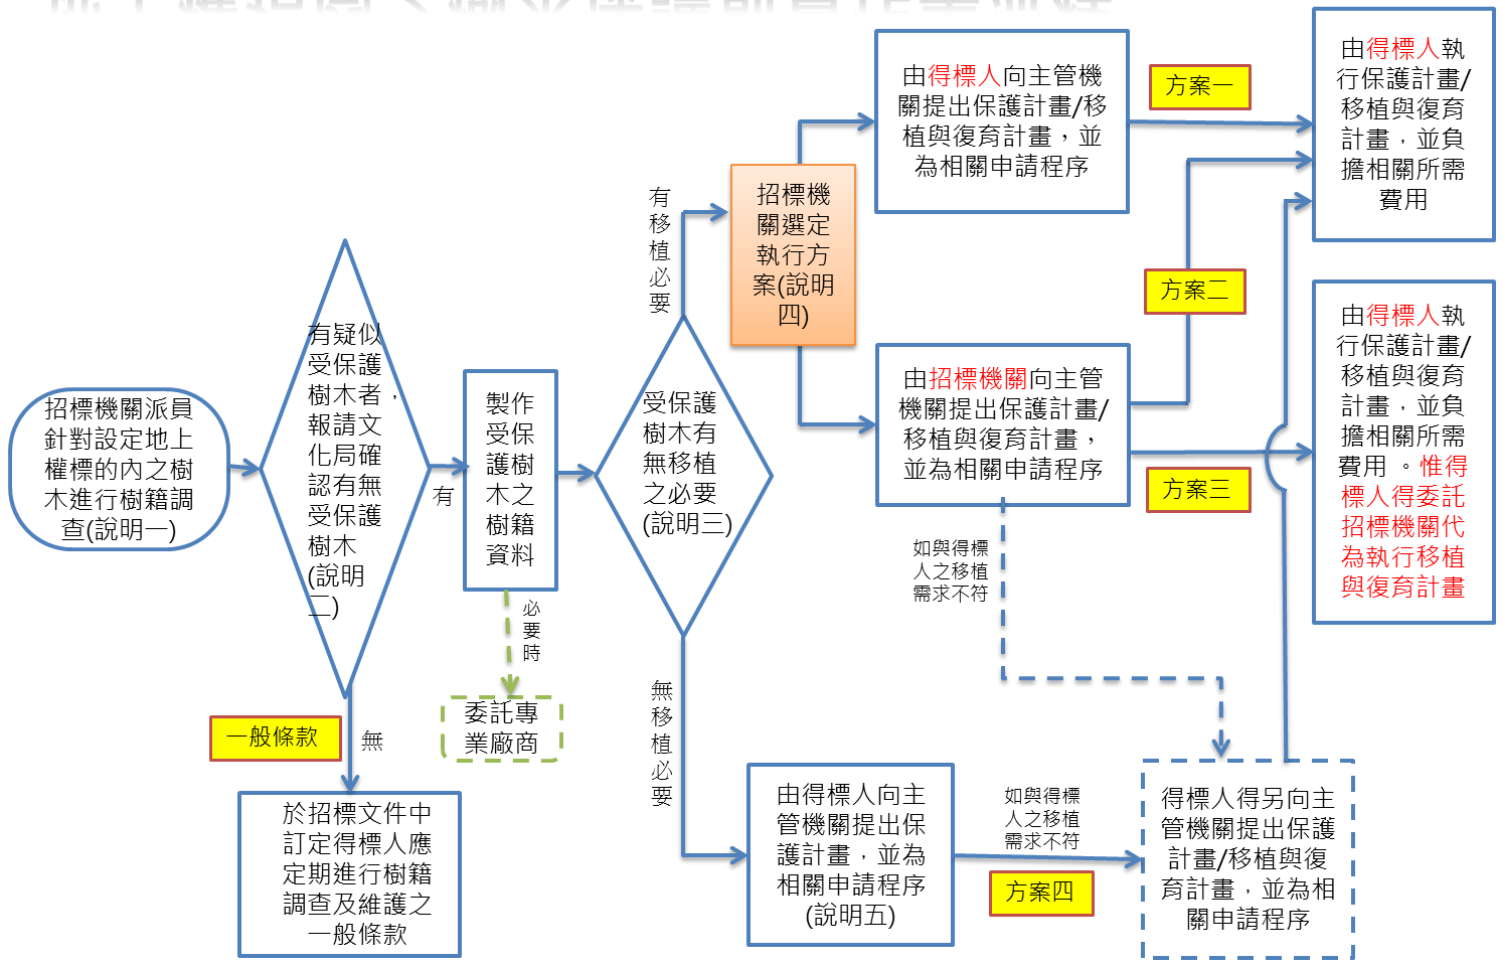 招標機關派員
針對設定地上
權標的內之樹
木進行樹籍調
查(說明一)
有疑似
受保護
樹木者，
報請文
化局確
認有無
受保護
樹木
(說明
二)
有
無
一般條款
於招標文件中
訂定得標人應
定期進行樹籍
調查及維護之
一般條款
製作
受保
護樹
木之
樹籍
資料
必要時
委託專
業廠商
受保護
樹木有
無移植
之必要
(說明三)
有移植必要
無移植必要
招標機
關選定
執行方
案(說明
四)
由得標人向主管機
關提出保護計畫/移
植與復育計畫，並
為相關申請程序
方案一
由得標人執
行保護計畫/
移植與復育
計畫，並負
擔相關所需
費用
由招標機關向主管
機關提出保護計畫/
移植與復育計畫，
並為相關申請程序
方案二
方案三
由得標人執
行保護計畫/
移植與復育
計畫，並負
擔相關所需
費用 。惟得
標人得委託
招標機關代
為執行移植
與復育計畫
如與得標
人之移植
需求不符
由得標人向主
管機關提出保
護計畫，並為
相關申請程序
(說明五)
如與得標
人之移植
需求不符
方案四
得標人得另向主
管機關提出保護
計畫/移植與復
育計畫，並為相
關申請程序